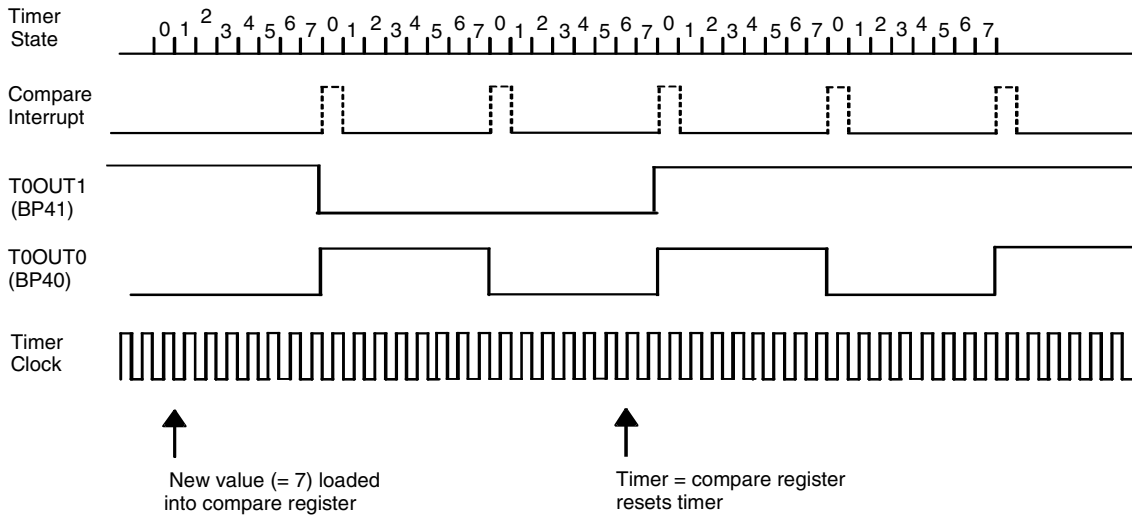 Timer
State
0 1 2 3 4 5 6 7 0 1 2 3 4 5 6 7 0 1 2 3 4 5 6 7 0 1 2 3 4 5 6 7 0 1 2 3 4 5 6 7
Compare
Interrupt
T0OUT1
(BP41)
T0OUT0
(BP40)
Timer
Clock
New value (= 7) loaded
into compare register
Timer = compare register
resets timer